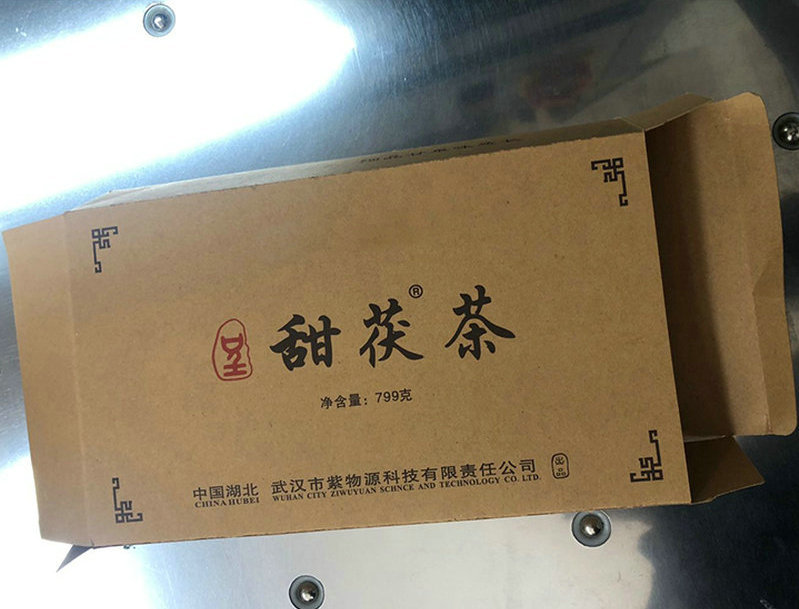 甜茯茶®
净含量：799克
中国湖北 武汉市紫物源科技有限责任公司 出品
CHINA HUBEI WUHAN CITY ZIWUYUAN SCHNCE AND TECHNOLOGY CO. LTD.